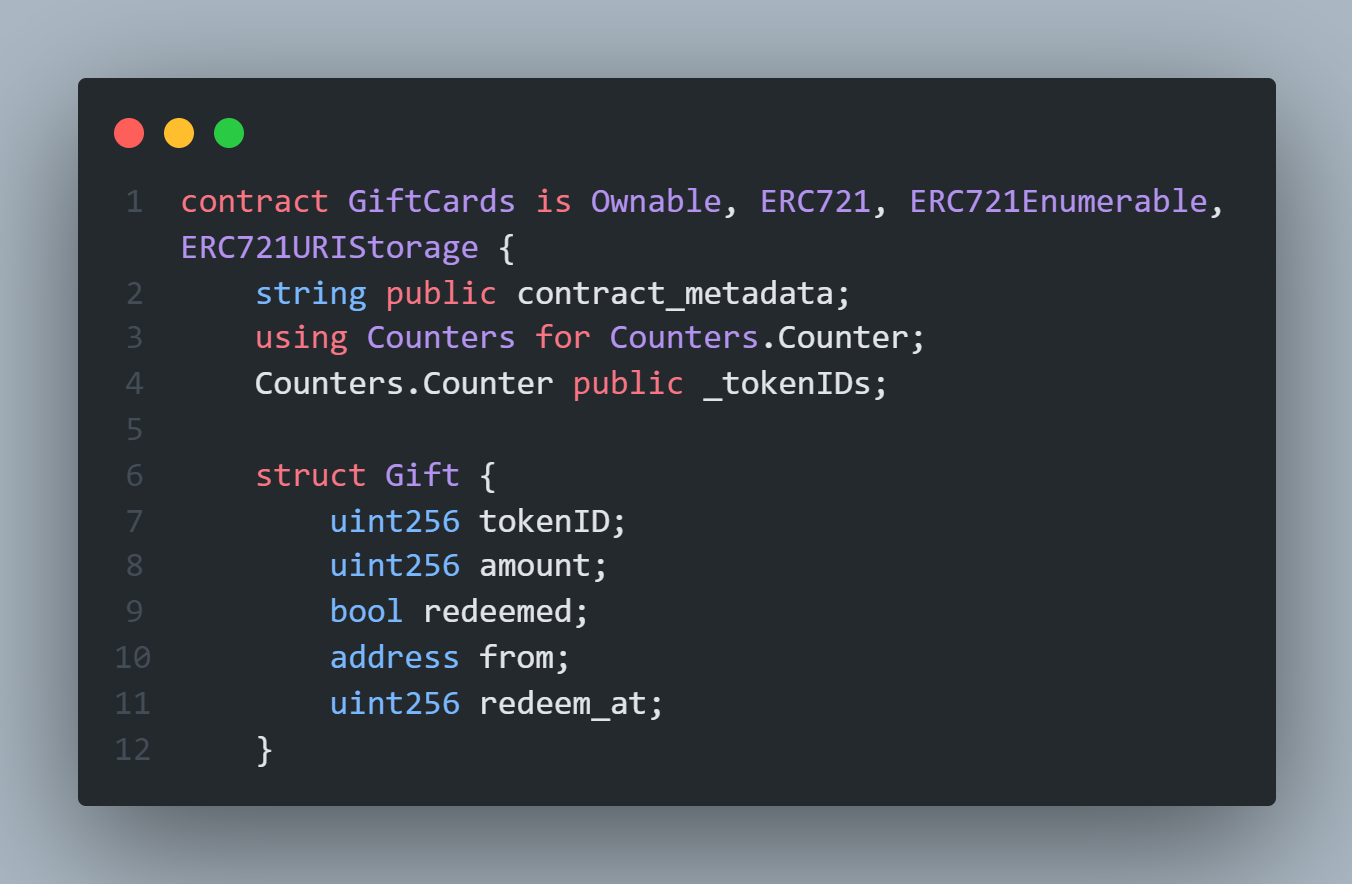 1 contract GiftCards is Ownable, ERC721, ERC721Enumerable,
ERC721URIStorage {
2     string public contract_metadata;
3     using Counters for Counters.Counter;
4     Counters.Counter public _tokenIDs;
5
6     struct Gift {
7         uint256 tokenID;
8         uint256 amount;
9         bool redeemed;
10         address from;
11         uint256 redeem_at;
12     }